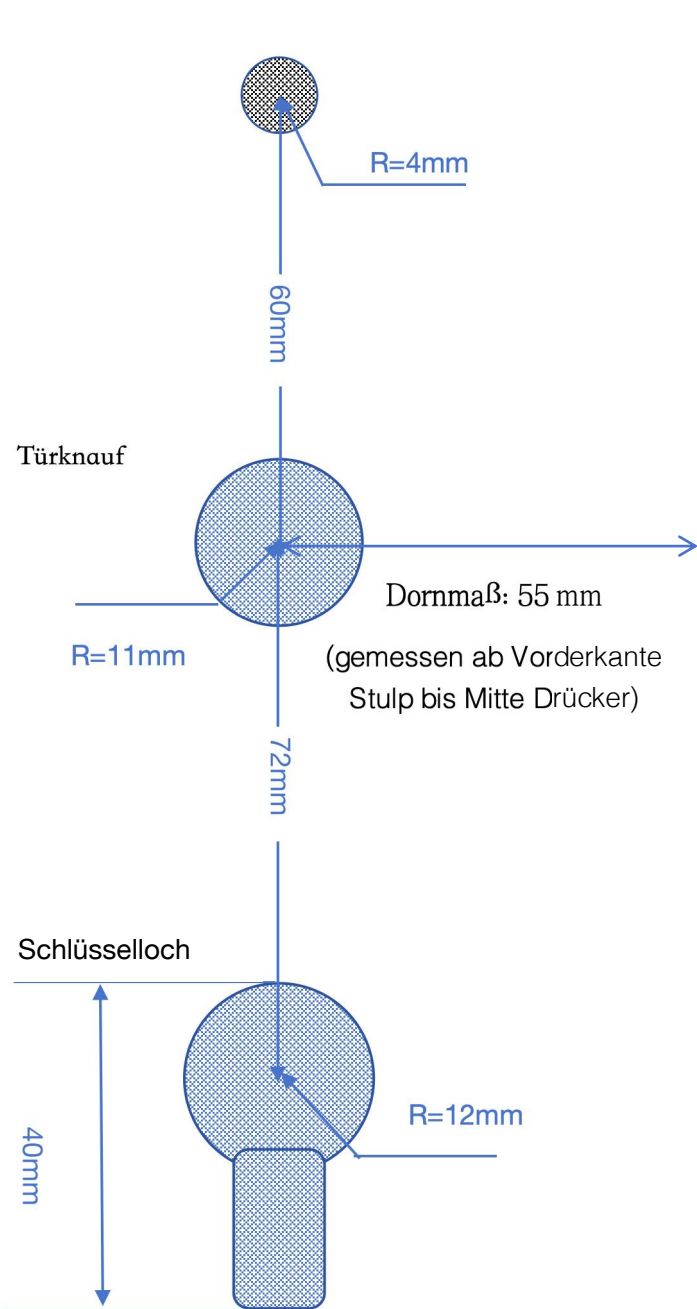 R=4mm
60mm
Türknauf
Dornmaß: 55 mm
R=11mm
(gemessen ab Vorderkante
Stulp bis Mitte Drücker)
72mm
Schlüsselloch
R=12mm
40mm